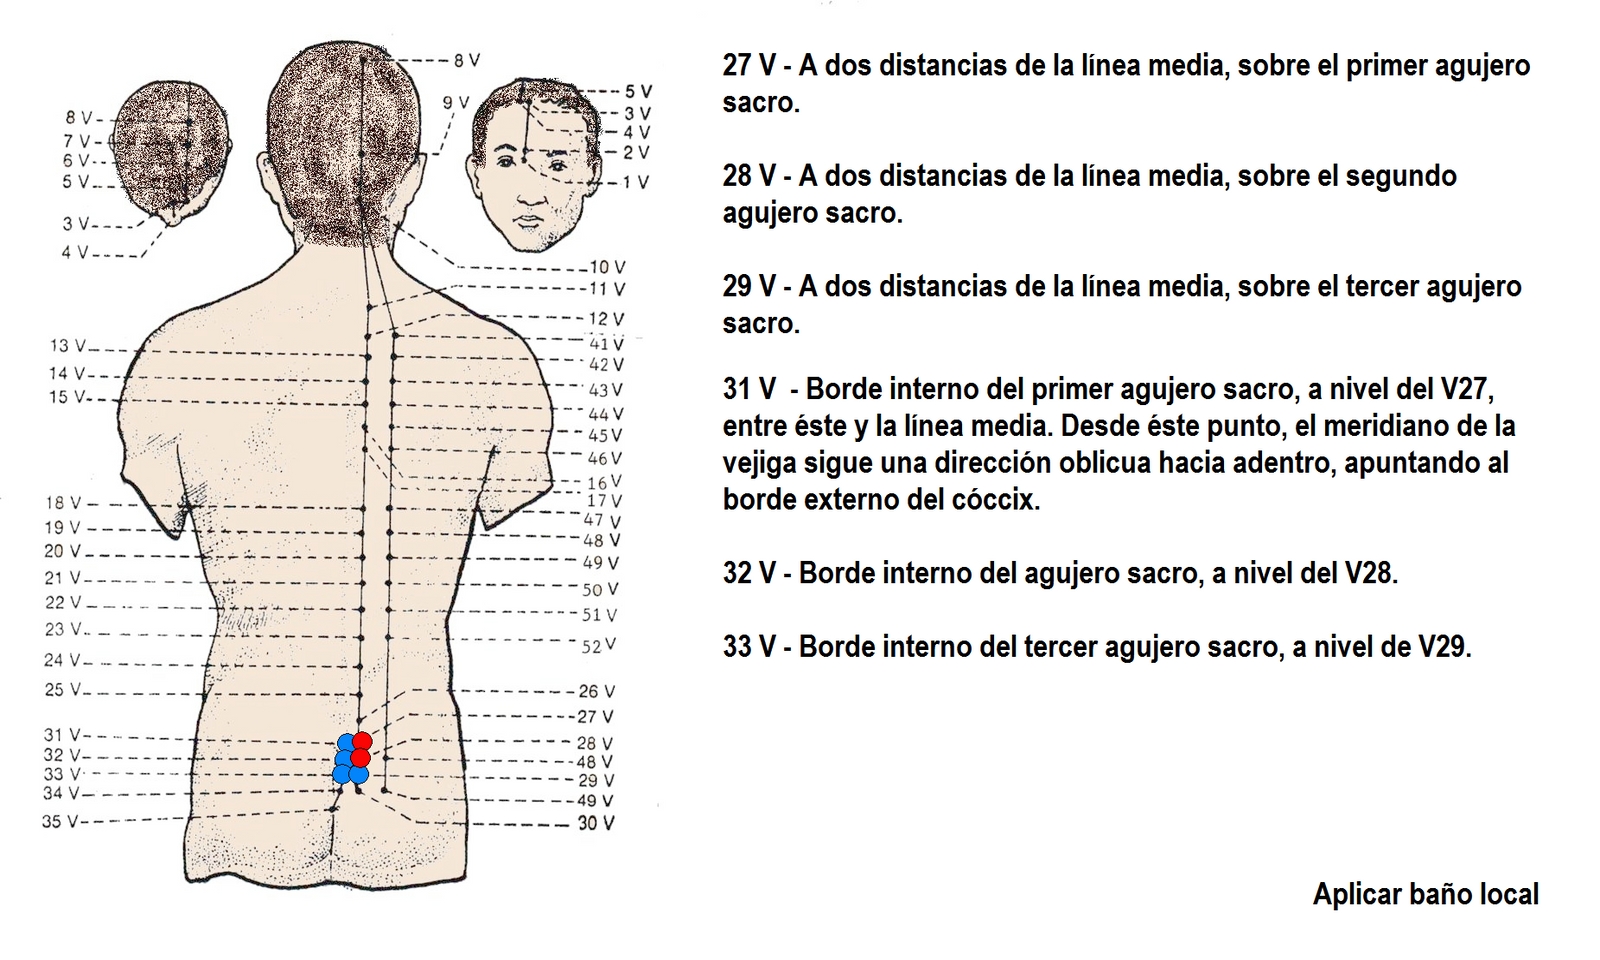 8 V
9 V
5 V
3 V
4 V
2 V
1 V
8 V
7 V
6 V
5 V
3 V
4 V
10 V
11 V
12 V
41 V
42 V
43 V
44 V
45 V
46 V
16 V
17 V
47 V
48 V
49 V
50 V
51 V
52 V
26 V
27 V
28 V
48 V
29 V
49 V
30 V
13 V
14 V
15 V
18 V
19 V
20 V
21 V
22 V
23 V
24 V
25 V
31 V
32 V
33 V
34 V
35 V
27 V - A dos distancias de la línea media, sobre el primer agujero
sacro.
28 V - A dos distancias de la línea media, sobre el segundo
agujero sacro.
29 V - A dos distancias de la línea media, sobre el tercer agujero
sacro.
31 V - Borde interno del primer agujero sacro, a nivel del V27,
entre éste y la línea media. Desde éste punto, el meridiano de la
vejiga sigue una dirección oblicua hacia adentro, apuntando al
borde externo del cóccix.
32 V - Borde interno del agujero sacro, a nivel del V28.
33 V - Borde interno del tercer agujero sacro, a nivel de V29.
Aplicar baño local